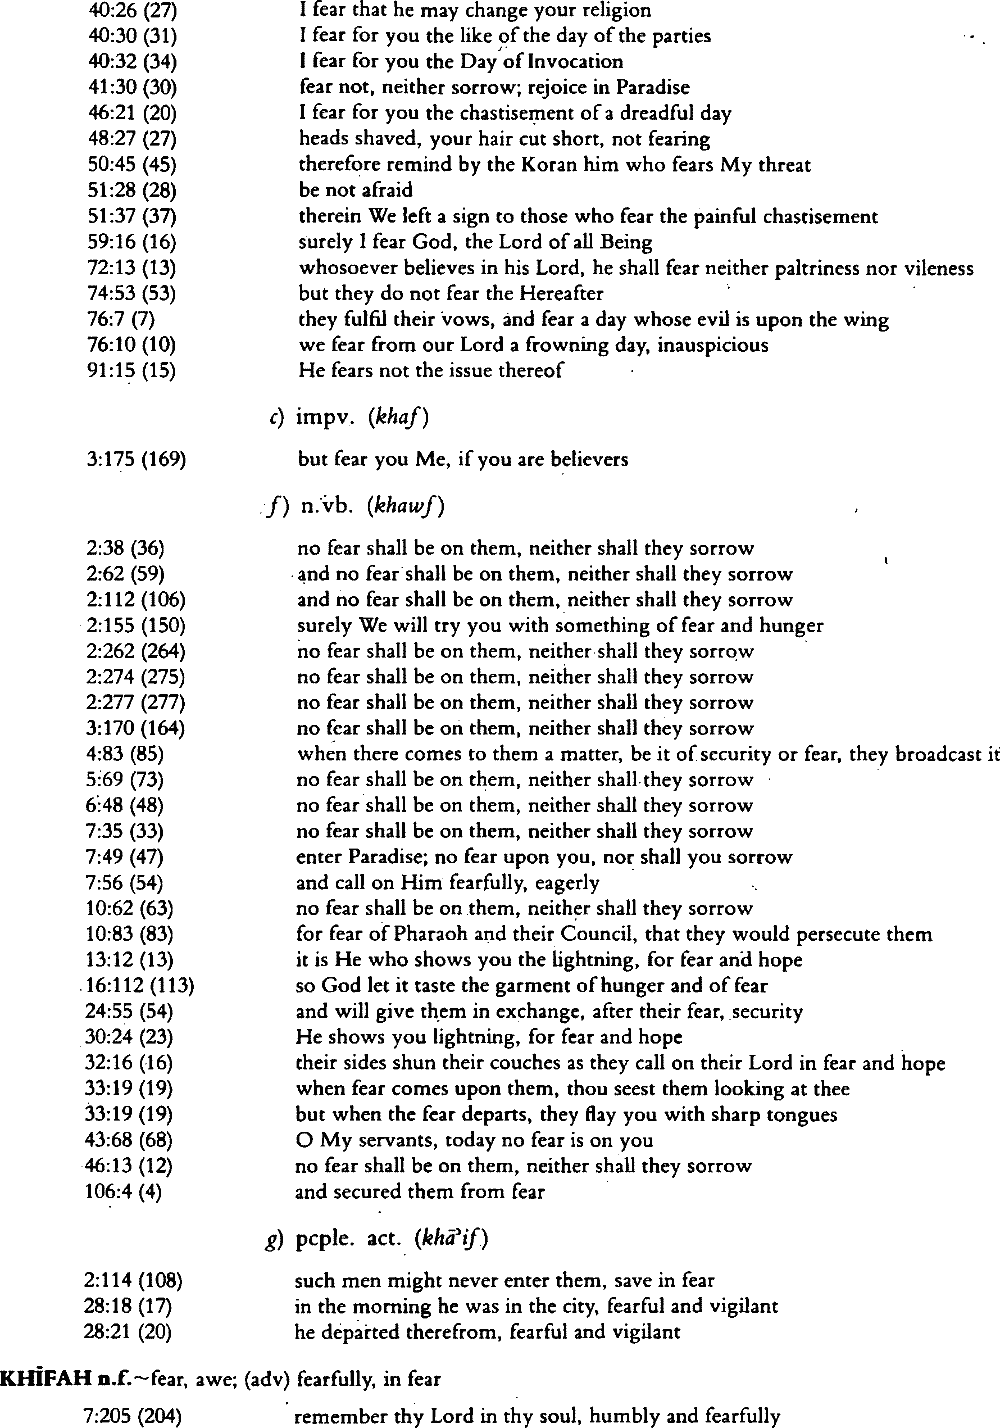 40:26 (27) I fear that he may change your religion
40:30 (31) I fear for you the like of the day of the parties
40:32 (34) I fear for you the Day of Invocation
41:30 (30) fear not, neither sorrow; rejoice in Paradise
46:21 (20) I fear for you the chastisement of a dreadful day
48:27 (27) heads shaved, your hair cut short, not fearing
50:45 (45) therefore remind by the Koran him who fears My threat
51:28 (28) be not afraid
51:37 (37) therein We left a sign to those who fear the painful chastisement
59:16 (16) surely I fear God, the Lord of all Being
72:13 (13) whosoever believes in his Lord, he shall fear neither paltriness nor vileness
74:53 (53) but they do not fear the Hereafter
76:7 (7) they fulfil their vows, and fear a day whose evil is upon the wing
76:10 (10) we fear from our Lord a frowning day, inauspicious
91:15 (15) He fears not the issue thereof
c) impv. (khaf)
3:175 (169) but fear you Me, if you are believers
f) n.vb. (khawf)
2:38 (36) no fear shall be on them, neither shall they sorrow
2:62 (59) and no fear shall be on them, neither shall they sorrow
2:112 (106) and no fear shall be on them, neither shall they sorrow
2:155 (150) surely We will try you with something of fear and hunger
2:262 (264) no fear shall be on them, neither shall they sorrow
2:274 (275) no fear shall be on them, neither shall they sorrow
2:277 (277) no fear shall be on them, neither shall they sorrow
3:170 (164) no fear shall be on them, neither shall they sorrow
4:83 (85) when there comes to them a matter, be it of security or fear, they broadcast it
5:69 (73) no fear shall be on them, neither shall they sorrow
6:48 (48) no fear shall be on them, neither shall they sorrow
7:35 (33) no fear shall be on them, neither shall they sorrow
7:49 (47) enter Paradise; no fear upon you, nor shall you sorrow
7:56 (54) and call on Him fearfully, eagerly
10:62 (63) no fear shall be on them, neither shall they sorrow
10:83 (83) for fear of Pharaoh and their Council, that they would persecute them
13:12 (13) it is He who shows you the lightning, for fear and hope
16:112 (113) so God let it taste the garment of hunger and of fear
24:55 (54) and will give them in exchange, after their fear, security
30:24 (23) He shows you lightning, for fear and hope
32:16 (16) their sides shun their couches as they call on their Lord in fear and hope
33:19 (19) when fear comes upon them, thou seest them looking at thee
33:19 (19) but when the fear departs, they flay you with sharp tongues
43:68 (68) O My servants, today no fear is on you
46:13 (12) no fear shall be on them, neither shall they sorrow
106:4 (4) and secured them from fear
g) pcple. act. (khāʾif)
2:114 (108) such men might never enter them, save in fear
28:18 (17) in the morning he was in the city, fearful and vigilant
28:21 (20) he departed therefrom, fearful and vigilant
KHĪFAH n.f.~fear, awe; (adv) fearfully, in fear
7:205 (204) remember thy Lord in thy soul, humbly and fearfully